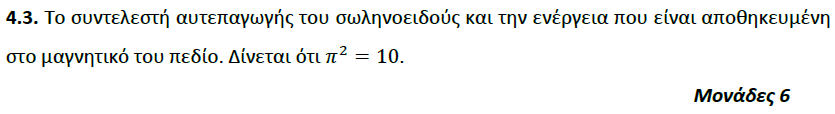 4.3. Το συντελεστή αυτεπαγωγής του σωληνοειδούς και την ενέργεια που είναι αποθηκευμένη
στο μαγνητικό του πεδίο. Δίνεται ότι π² = 10.
Μονάδες 6